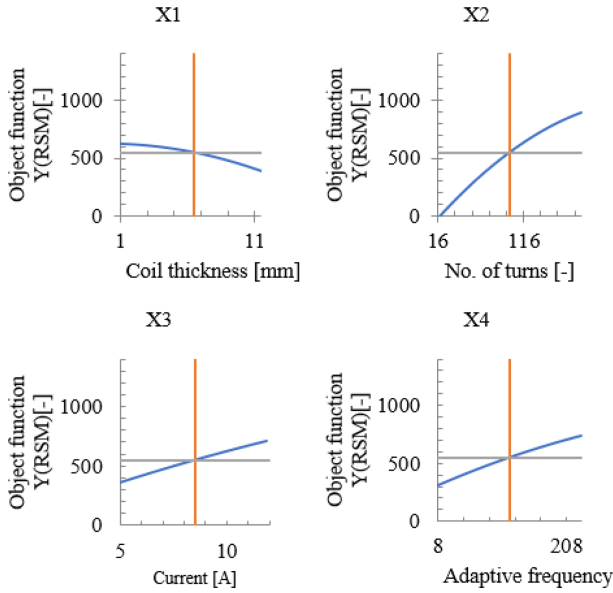 X1
Object function
Y(RSM)[-]
1000
500
0
1
11
Coil thickness [mm]
X2
Object function
Y(RSM)[-]
1000
500
0
16
116
No. of turns [-]
X3
Object function
Y(RSM)[-]
1000
500
0
5
10
Current [A]
X4
Object function
Y(RSM)[-]
1000
500
0
8
208
Adaptive frequency